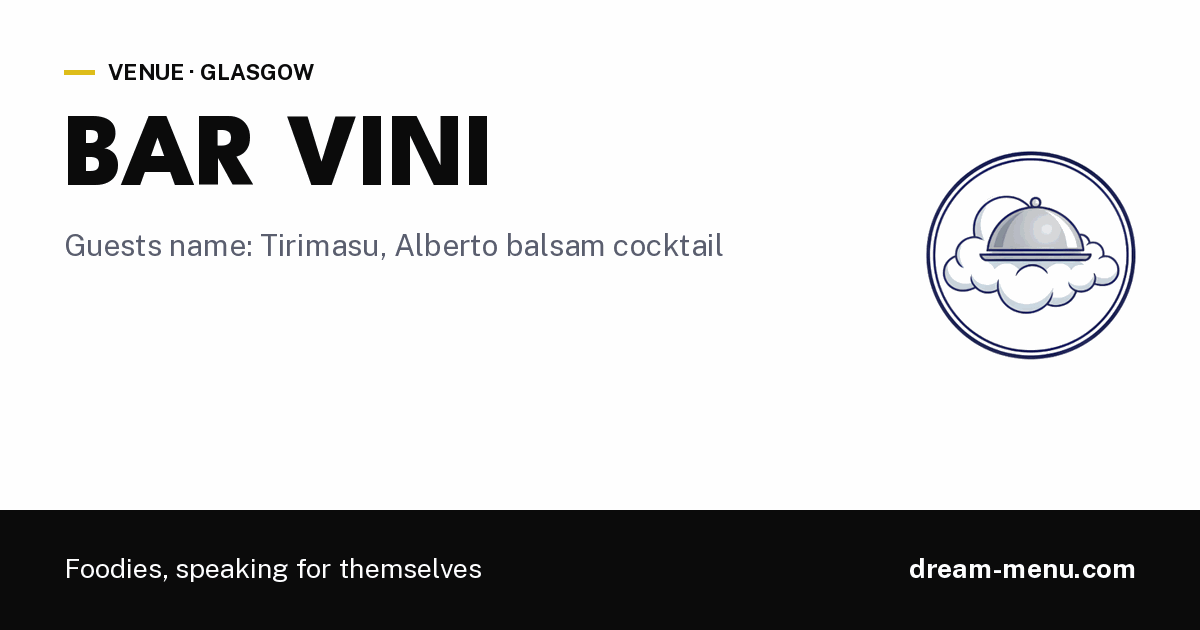 VENUE · GLASGOW
BAR VINI
Guests name: Tirimasu, Alberto balsam cocktail
Foodies, speaking for themselves
dream-menu.com